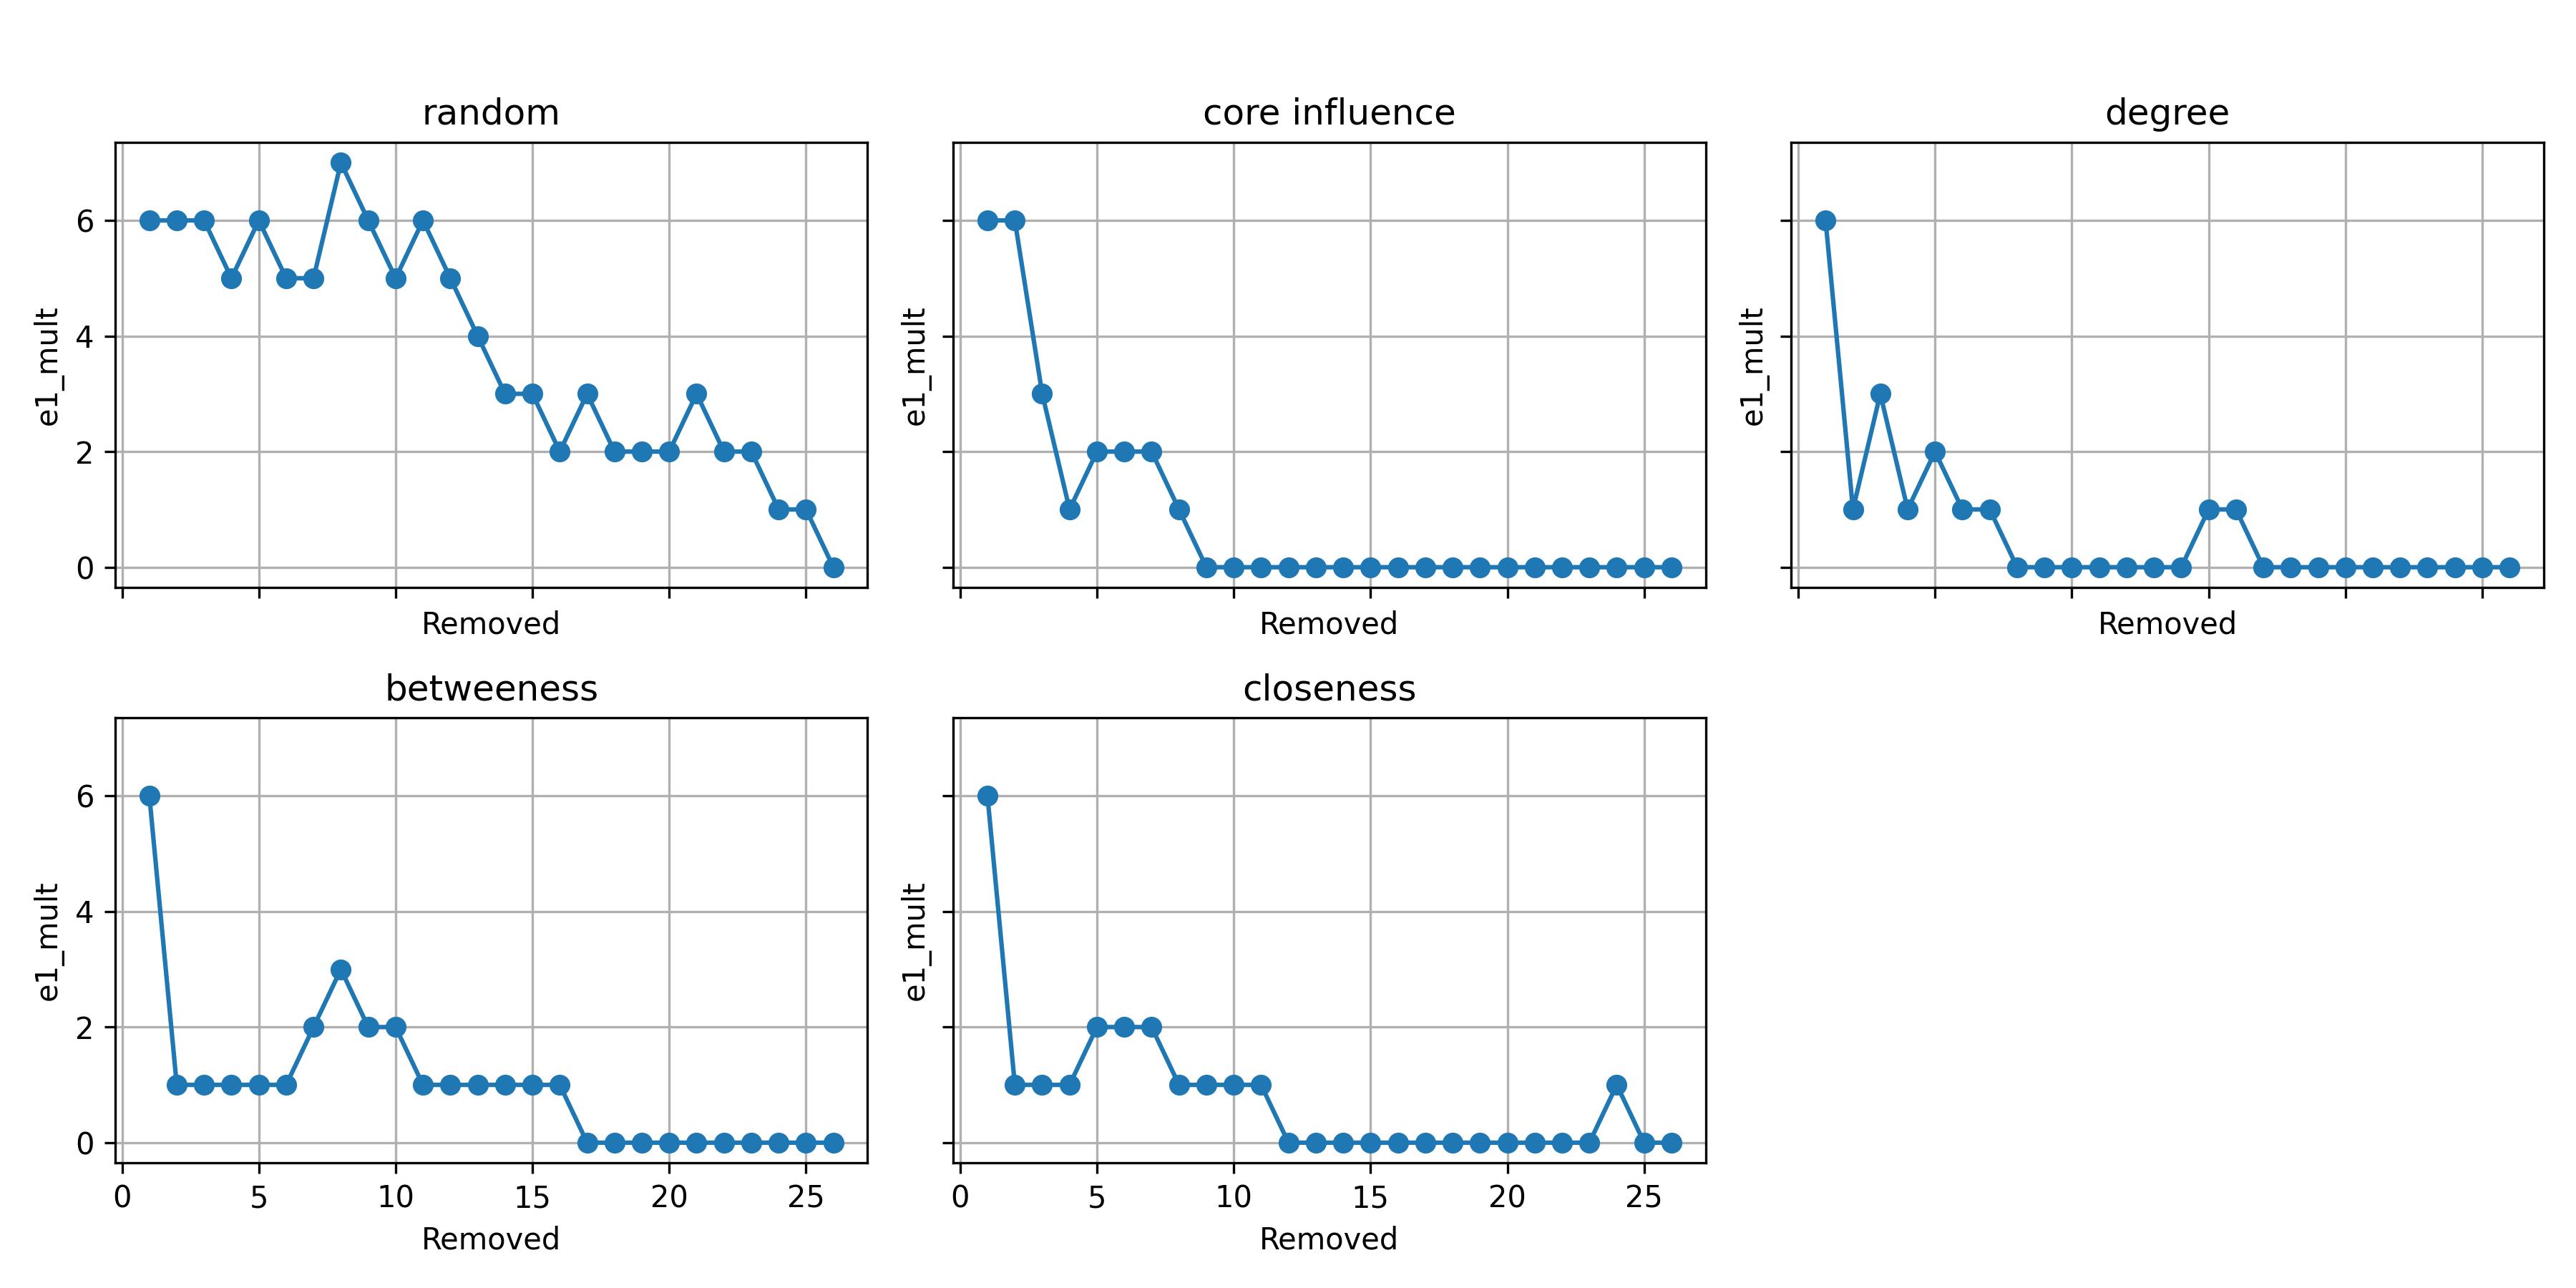 random
6
4
2
0
e1_mult
Removed
core influence
e1_mult
Removed
degree
e1_mult
Removed
betweeness
6
4
2
0
e1_mult
0 5 10 15 20 25
Removed
closeness
e1_mult
0 5 10 15 20 25
Removed